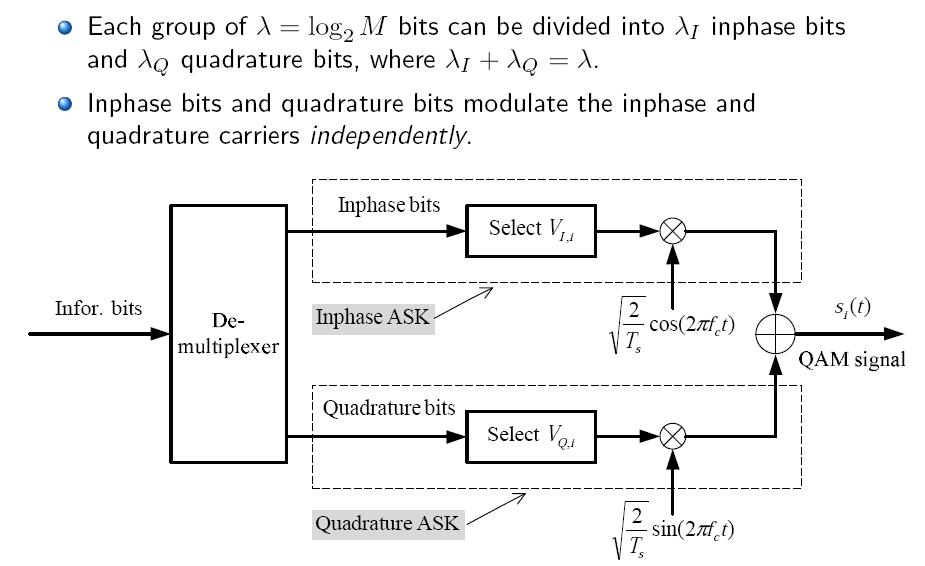 Each group of λ = log₂ M bits can be divided into λ_I inphase bits
and λ_Q quadrature bits, where λ_I + λ_Q = λ.
Inphase bits and quadrature bits modulate the inphase and
quadrature carriers independently.
Inphase bits
Select V_{I,i}
Infor. bits
De-
multiplexer
Inphase ASK
√(2/T_s) cos(2πf_c t)
s_i(t)
QAM signal
Quadrature bits
Select V_{Q,i}
Quadrature ASK
√(2/T_s) sin(2πf_c t)